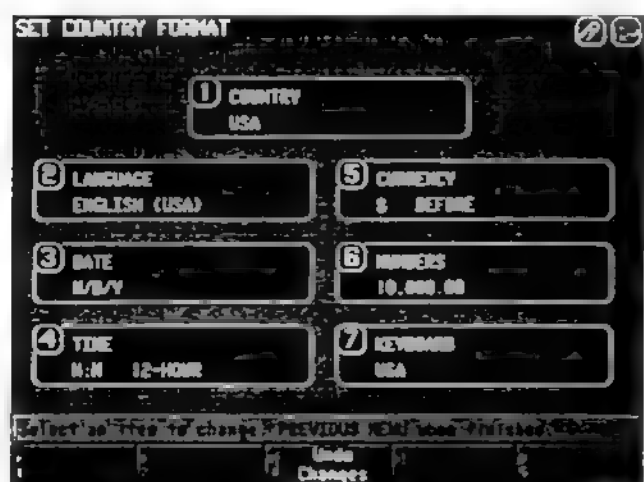 SET COUNTRY FORMAT
1 COUNTRY
USA
2 LANGUAGE
ENGLISH (USA)
5 CURRENCY
$ BEFORE
3 DATE
M/D/Y
6 NUMBERS
10,000.00
4 TIME
H:M 12-HOUR
7 KEYBOARD
USA
Select an item to change. PREVIOUS MENU when finished.
Undo
Changes